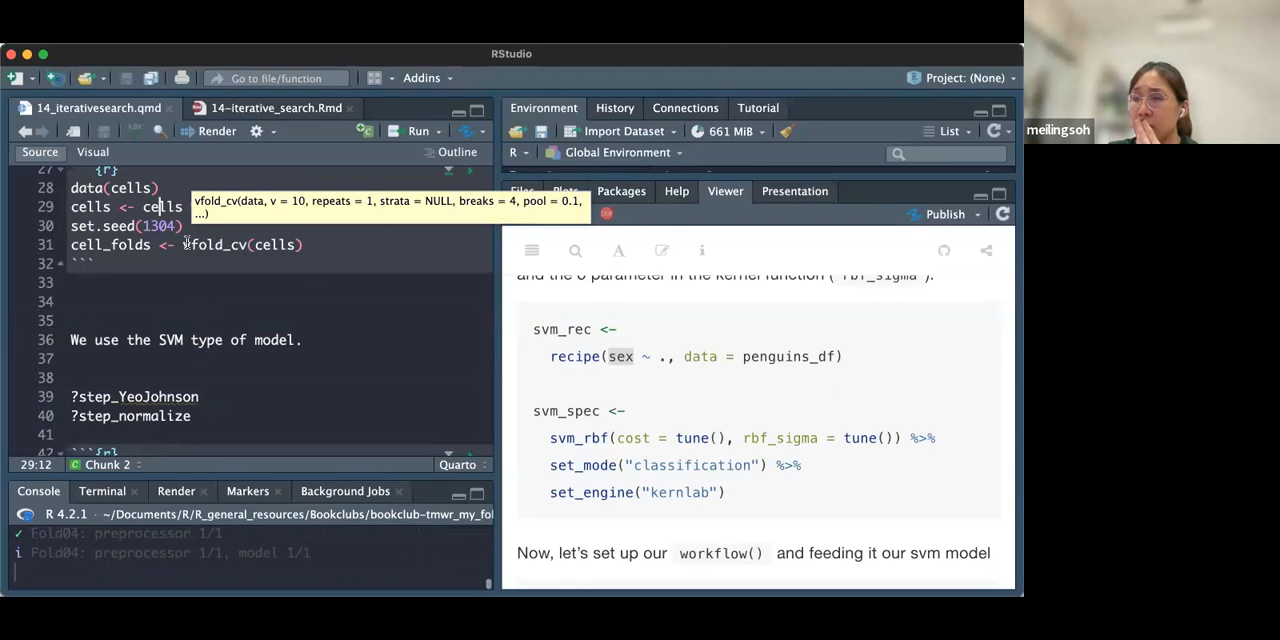 RStudio
Go to file/function
Addins
Project: (None)
14_iterativesearch.qmd
14-iterative_search.Rmd
Render
Run
Source
Visual
Outline
27
{r}
28 data(cells)
29 cells <- cells
vfold_cv(data, v = 10, repeats = 1, strata = NULL, breaks = 4, pool = 0.1,
...)
30 set.seed(1304)
31 cell_folds <- vfold_cv(cells)
32 ```
33
34
35
36 We use the SVM type of model.
37
38
39 ?step_YeoJohnson
40 ?step_normalize
41
42 ```{r}
29:12
Chunk 2
Quarto
Console
Terminal
Render
Markers
Background Jobs
R 4.2.1 · ~/Documents/R/R_general_resources/Bookclubs/bookclub-tmwr_my_fol
✓ Fold04: preprocessor 1/1
i Fold04: preprocessor 1/1, model 1/1
Environment
History
Connections
Tutorial
Import Dataset
661 MiB
List
R
Global Environment
Files
Plots
Packages
Help
Viewer
Presentation
Publish
and the σ parameter in the kernel function ( rbf_sigma ).
svm_rec <-
recipe(sex ~ ., data = penguins_df)
svm_spec <-
svm_rbf(cost = tune(), rbf_sigma = tune()) %>%
set_mode("classification") %>%
set_engine("kernlab")
Now, let's set up our workflow() and feeding it our svm model
meilingsoh